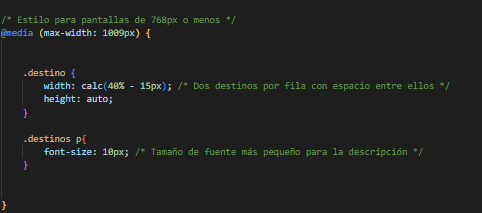 /* Estilo para pantallas de 768px o menos */
@media (max-width: 1009px) {
.destino {
width: calc(40% - 15px); /* Dos destinos por fila con espacio entre ellos */
height: auto;
}
.destinos p{
font-size: 10px; /* Tamaño de fuente más pequeño para la descripción */
}
}